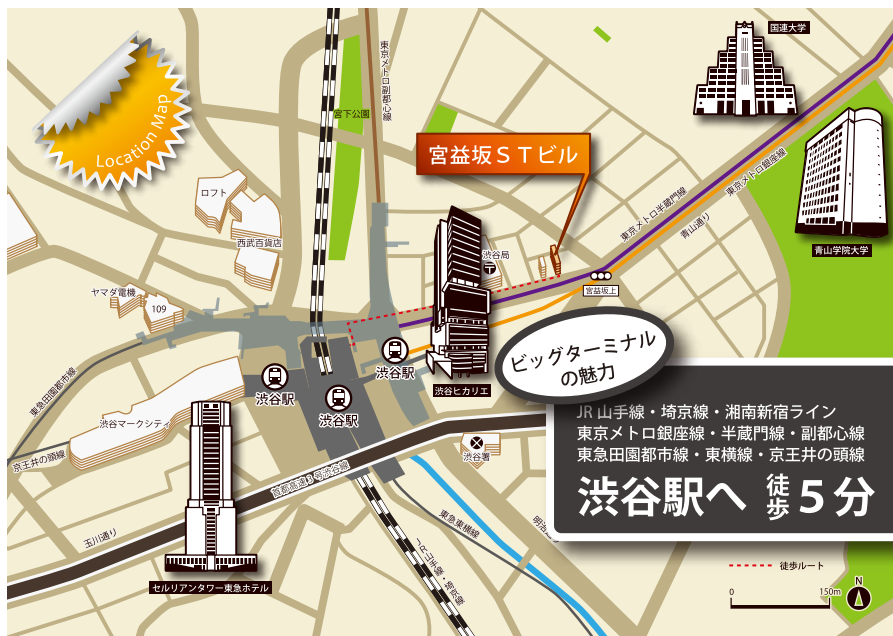 Location Map
国連大学
東京メトロ副都心線
宮下公園
宮益坂STビル
ロフト
西武百貨店
東京メトロ半蔵門線
東京メトロ銀座線
青山通り
青山学院大学
渋谷局
宮益坂上
ヤマダ電機
109
渋谷駅
渋谷駅
渋谷駅
渋谷ヒカリエ
ビッグターミナル
の魅力
東急田園都市線
渋谷マークシティ
京王井の頭線
JR山手線・埼京線・湘南新宿ライン
東京メトロ銀座線・半蔵門線・副都心線
東急田園都市線・東横線・京王井の頭線
渋谷駅へ 徒歩5分
渋谷署
首都高速3号渋谷線
玉川通り
東急東横線
JR山手線・埼京線
明治
セルリアンタワー東急ホテル
徒歩ルート
0 150m
N